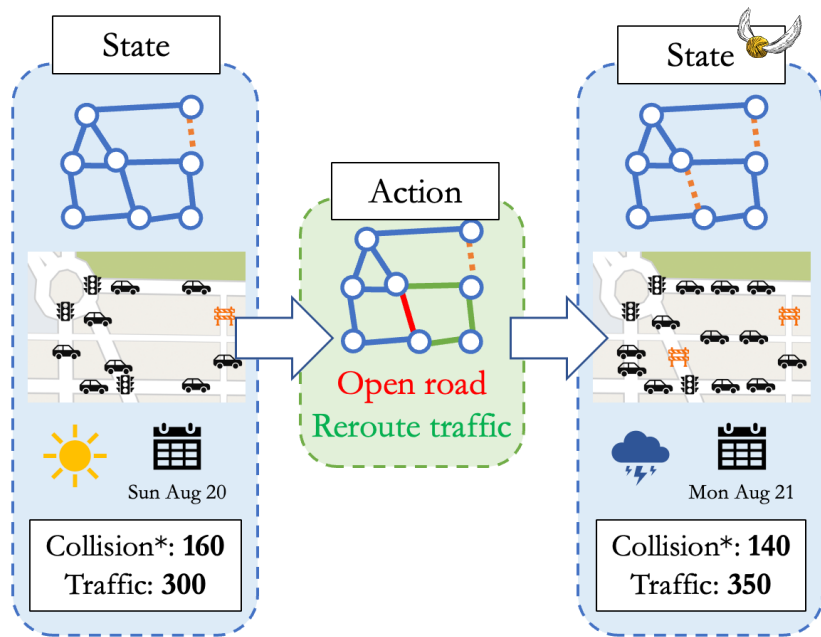 State
Sun Aug 20
Collision*: 160
Traffic: 300
Action
Open road
Reroute traffic
State
Mon Aug 21
Collision*: 140
Traffic: 350